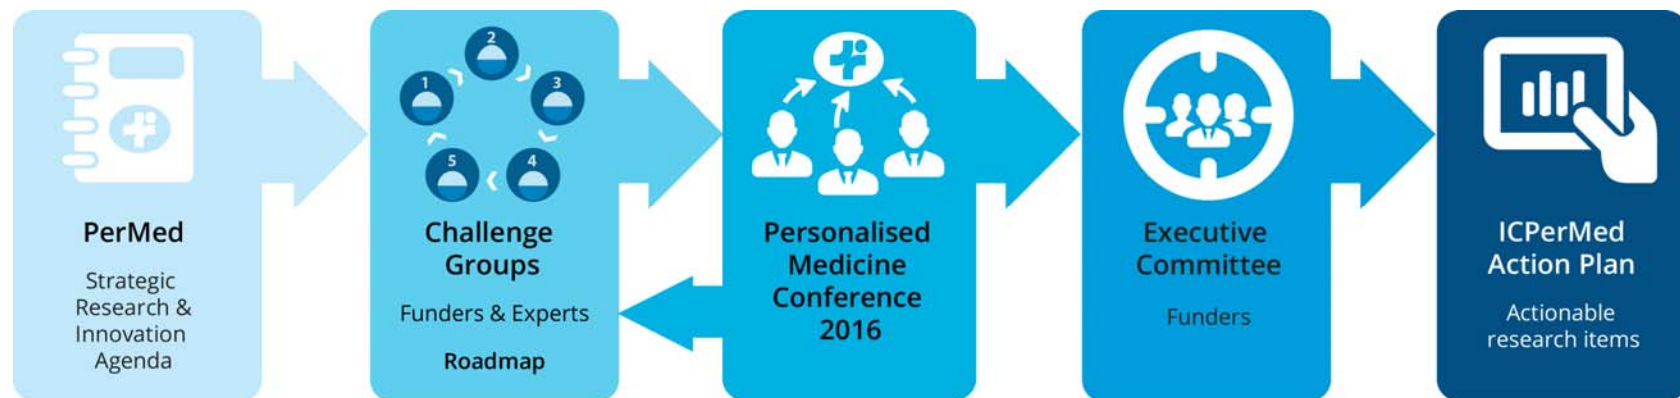 PerMed
Strategic
Research &
Innovation
Agenda
1
2
3
4
5
Challenge
Groups
Funders & Experts
Roadmap
Personalised
Medicine
Conference
2016
Executive
Committee
Funders
ICPerMed
Action Plan
Actionable
research items